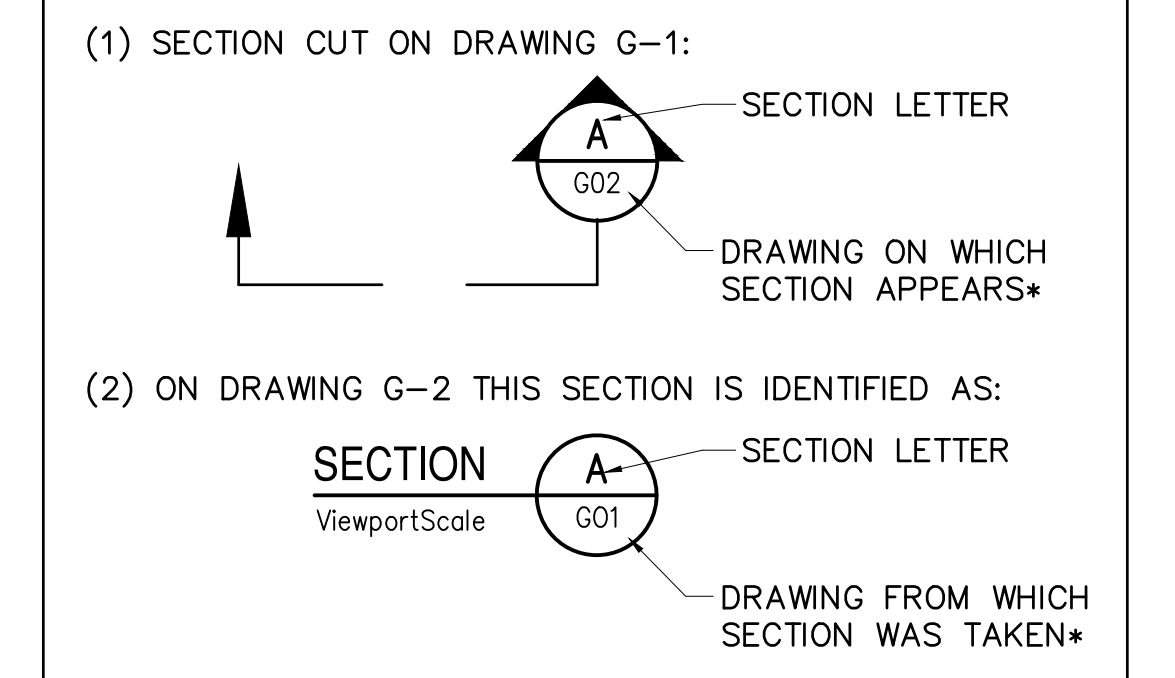 (1) SECTION CUT ON DRAWING G-1:
A
SECTION LETTER
G02
DRAWING ON WHICH
SECTION APPEARS*
(2) ON DRAWING G-2 THIS SECTION IS IDENTIFIED AS:
SECTION
A
SECTION LETTER
ViewportScale
G01
DRAWING FROM WHICH
SECTION WAS TAKEN*